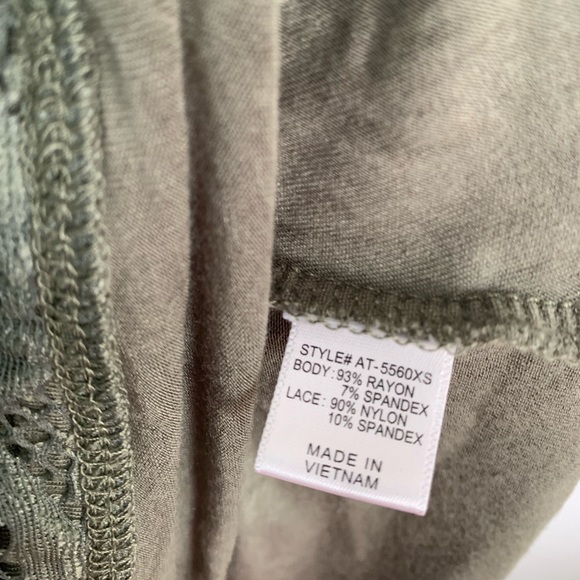 STYLE# AT-5560XS
BODY: 93% RAYON
7% SPANDEX
LACE: 90% NYLON
10% SPANDEX
MADE IN
VIETNAM